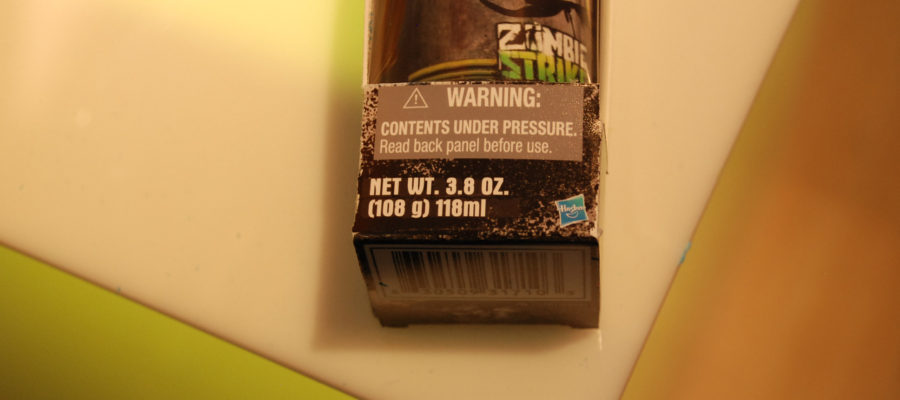 ZOMBIE
STRIKE
WARNING:
CONTENTS UNDER PRESSURE.
Read back panel before use.
NET WT. 3.8 OZ.
(108 g) 118ml
Hasbro